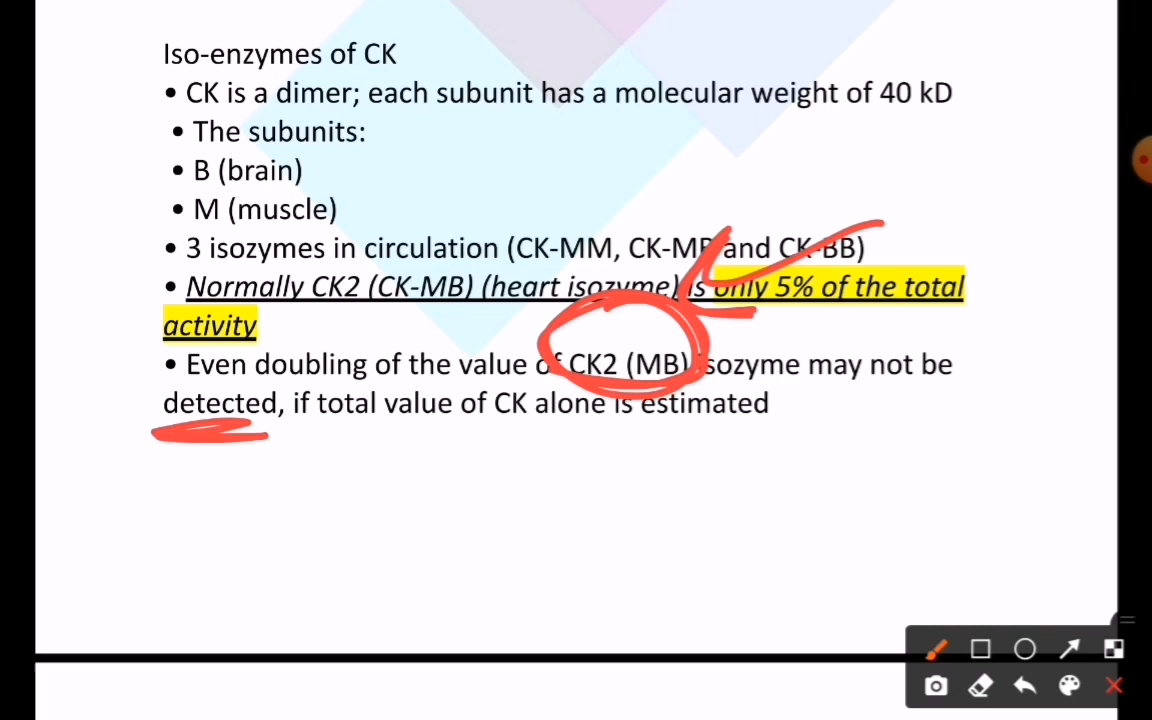 Iso-enzymes of CK
• CK is a dimer; each subunit has a molecular weight of 40 kD
• The subunits:
• B (brain)
• M (muscle)
• 3 isozymes in circulation (CK-MM, CK-MB and CK-BB)
• Normally CK2 (CK-MB) (heart isozyme) is only 5% of the total
activity
• Even doubling of the value of CK2 (MB) isozyme may not be
detected, if total value of CK alone is estimated